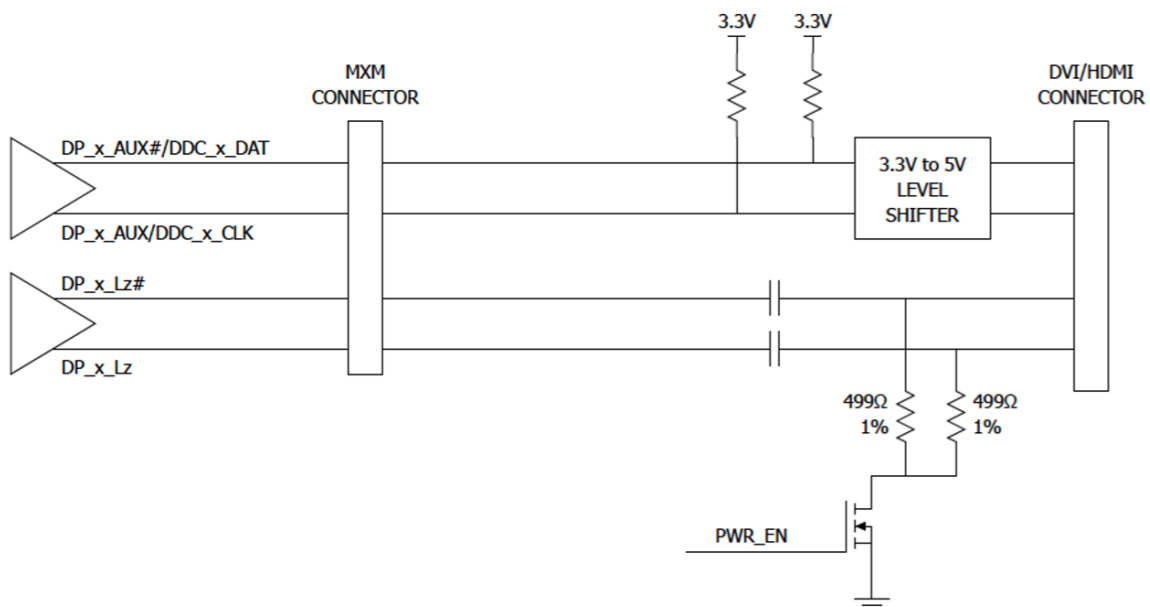 3.3V
3.3V
MXM
CONNECTOR
DVI/HDMI
CONNECTOR
DP_x_AUX#/DDC_x_DAT
3.3V to 5V
LEVEL
SHIFTER
DP_x_AUX/DDC_x_CLK
DP_x_Lz#
DP_x_Lz
499Ω
1%
499Ω
1%
PWR_EN